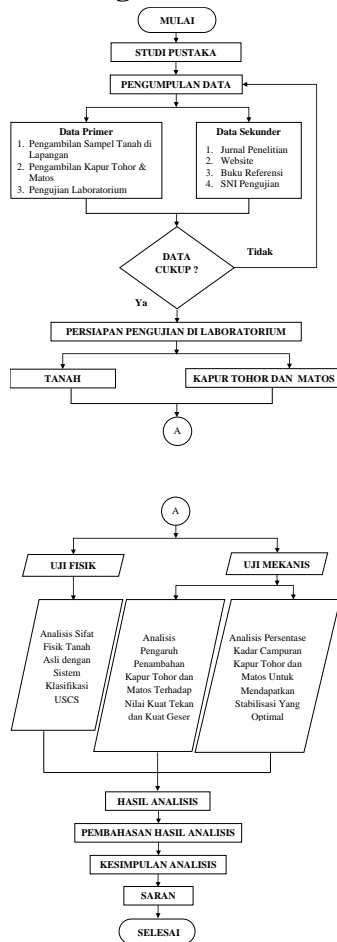 MULAI
STUDI PUSTAKA
PENGUMPULAN DATA
Data Primer
1. Pengambilan Sampel Tanah di
Lapangan
2. Pengambilan Kapur Tohor &
Matos
3. Pengujian Laboratorium
Data Sekunder
1. Jurnal Penelitian
2. Website
3. Buku Referensi
4. SNI Pengujian
DATA
CUKUP ?
Tidak
Ya
PERSIAPAN PENGUJIAN DI LABORATORIUM
TANAH
KAPUR TOHOR DAN MATOS
A
A
UJI FISIK
UJI MEKANIS
Analisis Sifat
Fisik Tanah
Asli dengan
Sistem
Klasifikasi
USCS
Analisis
Pengaruh
Penambahan
Kapur Tohor dan
Matos Terhadap
Nilai Kuat Tekan
dan Kuat Geser
Analisis Persentase
Kadar Campuran
Kapur Tohor dan
Matos Untuk
Mendapatkan
Stabilisasi Yang
Optimal
HASIL ANALISIS
PEMBAHASAN HASIL ANALISIS
KESIMPULAN ANALISIS
SARAN
SELESAI